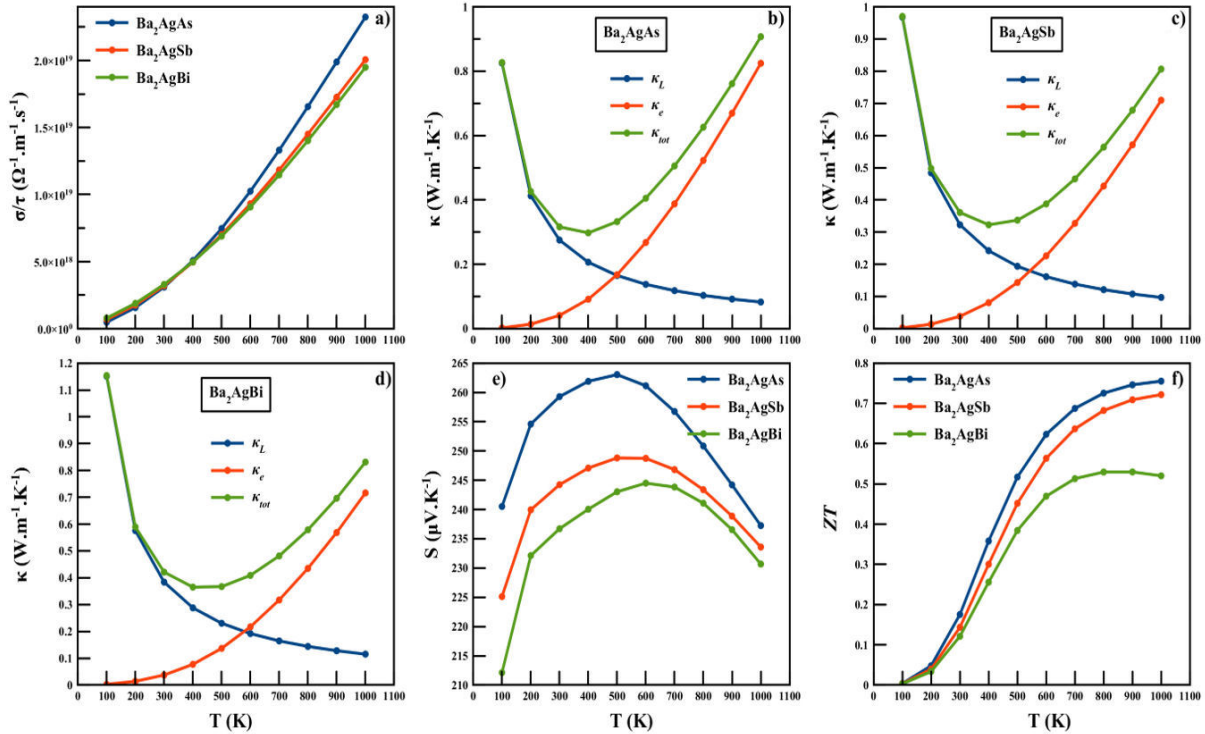 a)
Ba₂AgAs
Ba₂AgSb
Ba₂AgBi
σ/τ (Ω⁻¹.m⁻¹.s⁻¹)
2.0×10¹⁹
1.5×10¹⁹
1.0×10¹⁹
5.0×10¹⁸
0.0×10⁰
0 100 200 300 400 500 600 700 800 900 1000 1100
b)
Ba₂AgAs
κL
κe
κtot
κ (W.m⁻¹.K⁻¹)
1
0.8
0.6
0.4
0.2
0
0 100 200 300 400 500 600 700 800 900 1000 1100
c)
Ba₂AgSb
κL
κe
κtot
κ (W.m⁻¹.K⁻¹)
1
0.9
0.8
0.7
0.6
0.5
0.4
0.3
0.2
0.1
0
0 100 200 300 400 500 600 700 800 900 1000 1100
d)
Ba₂AgBi
κL
κe
κtot
κ (W.m⁻¹.K⁻¹)
1.2
1.1
1
0.9
0.8
0.7
0.6
0.5
0.4
0.3
0.2
0.1
0
0 100 200 300 400 500 600 700 800 900 1000 1100
T (K)
e)
Ba₂AgAs
Ba₂AgSb
Ba₂AgBi
S (μV.K⁻¹)
265
260
255
250
245
240
235
230
225
220
215
210
0 100 200 300 400 500 600 700 800 900 1000 1100
T (K)
f)
Ba₂AgAs
Ba₂AgSb
Ba₂AgBi
ZT
0.8
0.7
0.6
0.5
0.4
0.3
0.2
0.1
0
0 100 200 300 400 500 600 700 800 900 1000 1100
T (K)